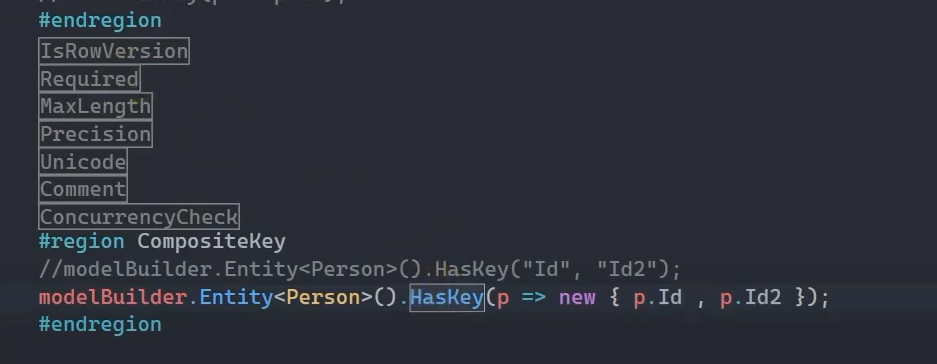 #endregion
IsRowVersion
Required
MaxLength
Precision
Unicode
Comment
ConcurrencyCheck
#region CompositeKey
//modelBuilder.Entity<Person>().HasKey("Id", "Id2");
modelBuilder.Entity<Person>().HasKey(p => new { p.Id , p.Id2 });
#endregion